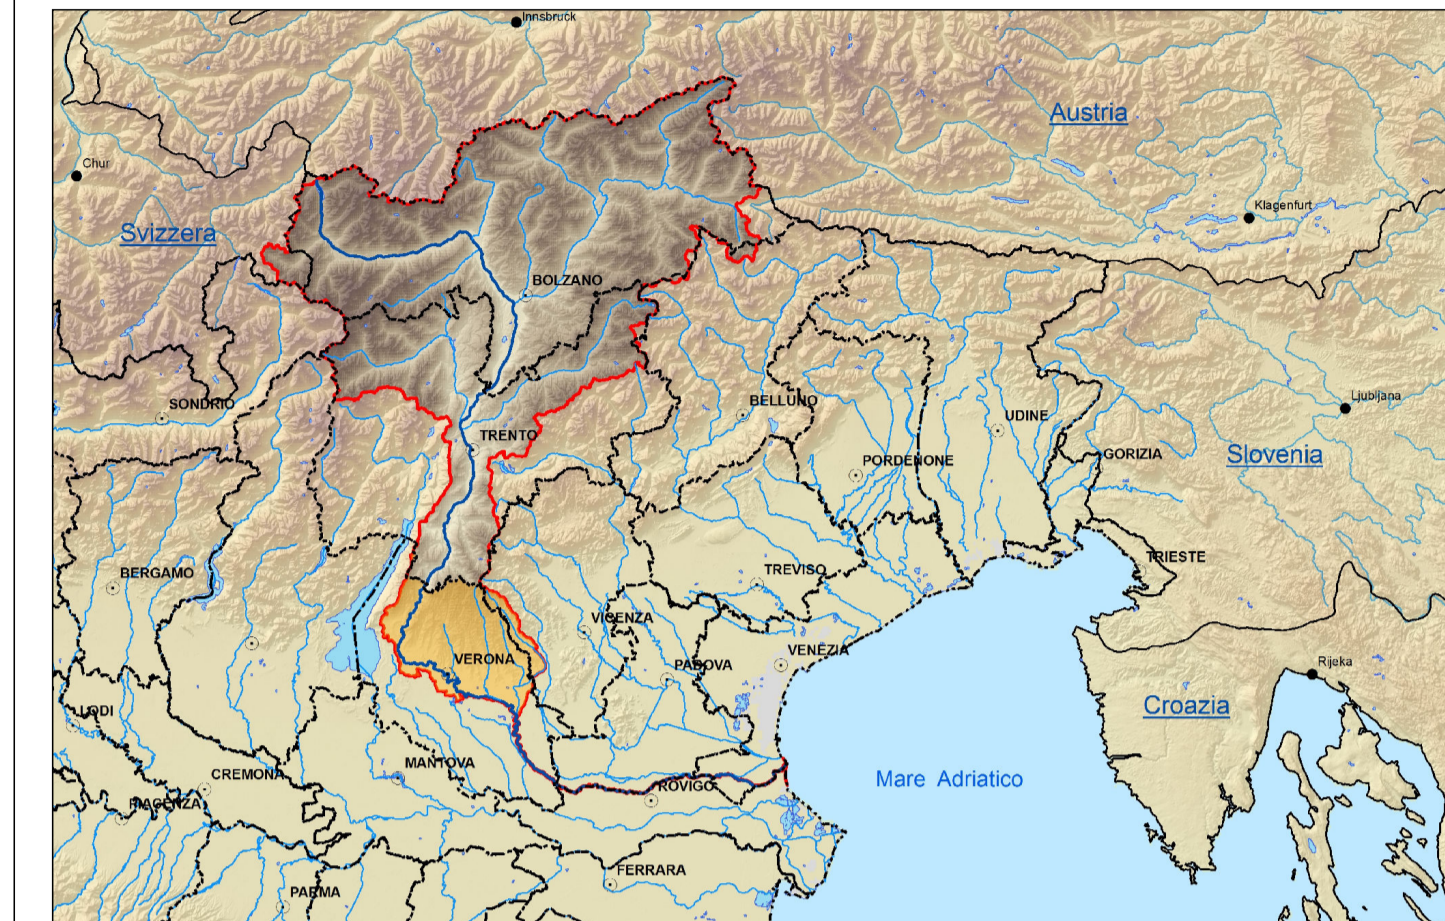 Innsbruck
Austria
Chur
Klagenfurt
Svizzera
BOLZANO
SONDRIO
BELLUNO
Ljubljana
UDINE
TRENTO
PORDENONE
GORIZIA
Slovenia
TRIESTE
BERGAMO
TREVISO
VICENZA
VERONA
PADOVA
VENEZIA
Rijeka
LODI
Croazia
MANTOVA
CREMONA
Mare Adriatico
ROVIGO
PIACENZA
FERRARA
PARMA